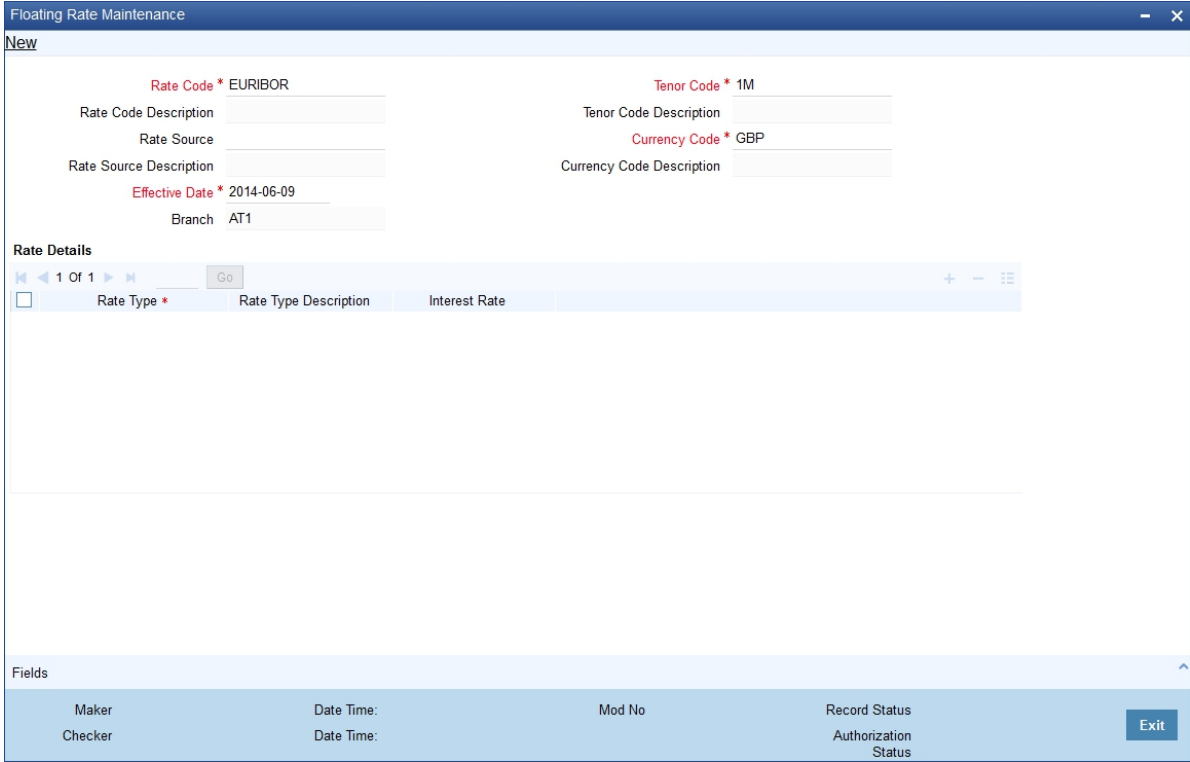 Floating Rate Maintenance
New
Rate Code * EURIBOR
Tenor Code * 1M
Rate Code Description
Tenor Code Description
Rate Source
Currency Code * GBP
Rate Source Description
Currency Code Description
Effective Date * 2014-06-09
Branch AT1
Rate Details
1 Of 1 Go
Rate Type * Rate Type Description Interest Rate
Fields
Maker Date Time: Mod No Record Status
Exit
Checker Date Time: Authorization
Status